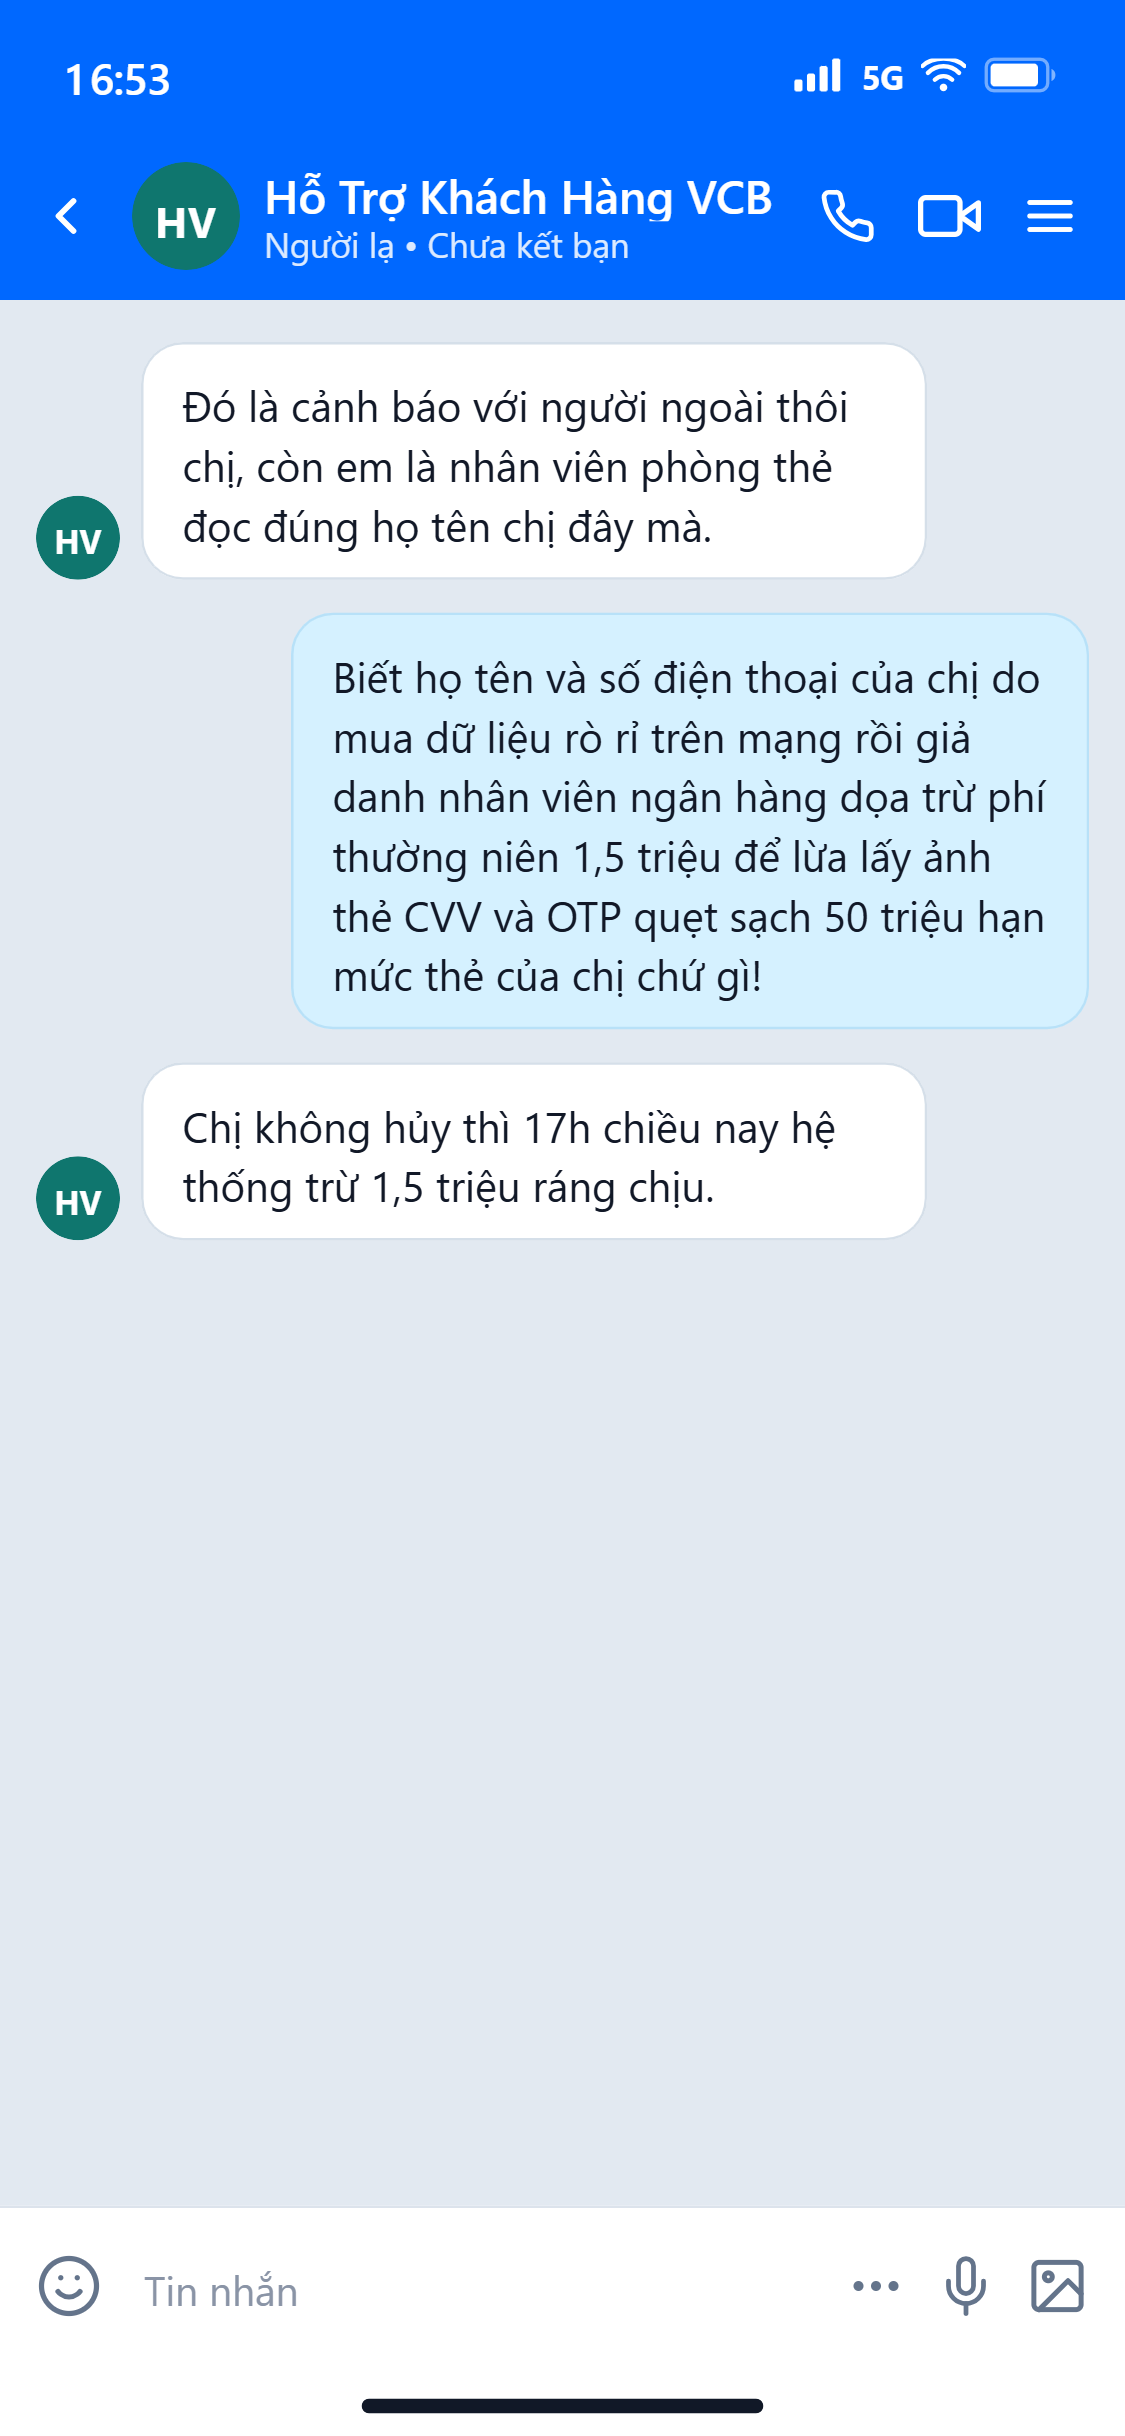 16:53
5G
HV
Hỗ Trợ Khách Hàng VCB
Người lạ • Chưa kết bạn
Đó là cảnh báo với người ngoài thôi
chị, còn em là nhân viên phòng thẻ
đọc đúng họ tên chị đây mà.
HV
Biết họ tên và số điện thoại của chị do
mua dữ liệu rò rỉ trên mạng rồi giả
danh nhân viên ngân hàng dọa trừ phí
thường niên 1,5 triệu để lừa lấy ảnh
thẻ CVV và OTP quẹt sạch 50 triệu hạn
mức thẻ của chị chứ gì!
Chị không hủy thì 17h chiều nay hệ
thống trừ 1,5 triệu ráng chịu.
HV
Tin nhắn